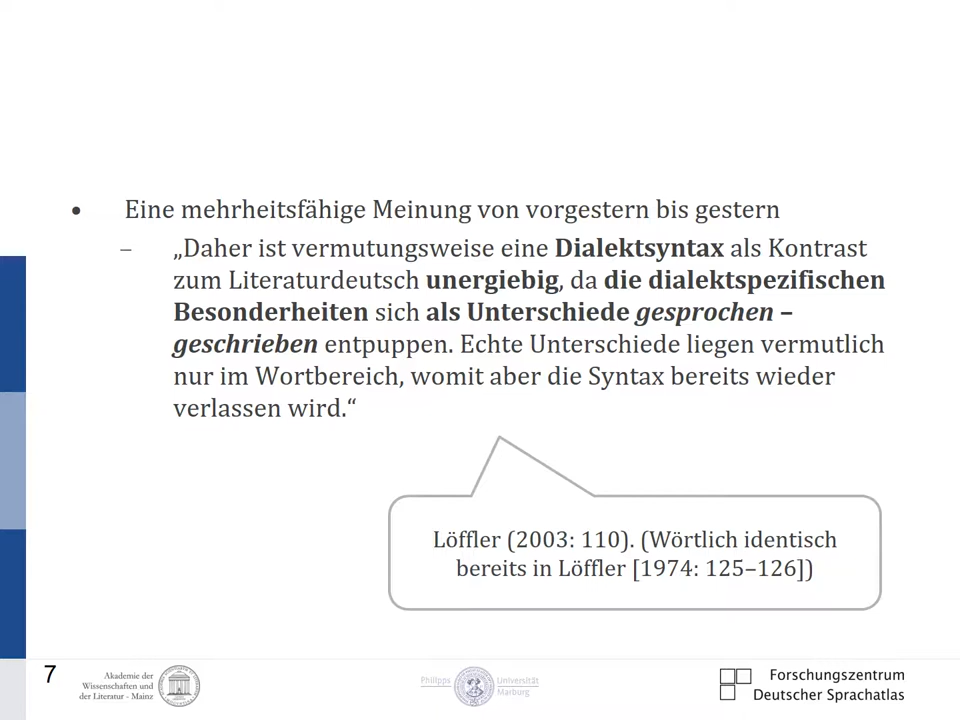 • Eine mehrheitsfähige Meinung von vorgestern bis gestern
– „Daher ist vermutungsweise eine Dialektsyntax als Kontrast
zum Literaturdeutsch unergiebig, da die dialektspezifischen
Besonderheiten sich als Unterschiede gesprochen –
geschrieben entpuppen. Echte Unterschiede liegen vermutlich
nur im Wortbereich, womit aber die Syntax bereits wieder
verlassen wird.“
Löffler (2003: 110). (Wörtlich identisch
bereits in Löffler [1974: 125–126])
7
Akademie der
Wissenschaften und
der Literatur - Mainz
Philipps Universität
Marburg
Forschungszentrum
Deutscher Sprachatlas